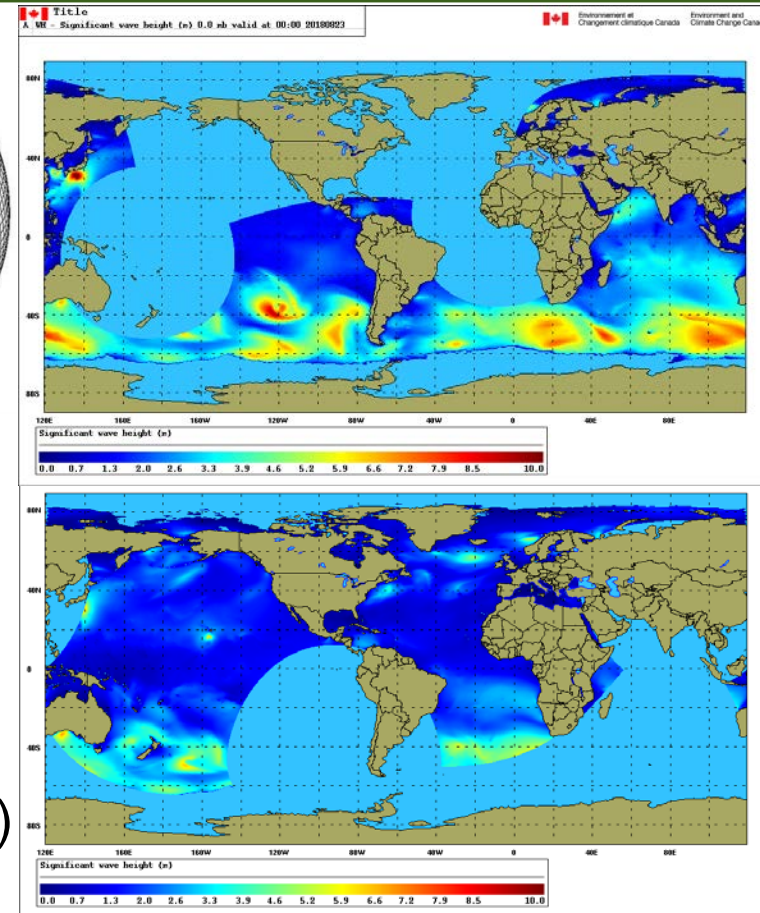 Title
A WH - Significant wave height (m) 0.0 mb valid at 00:00 20180823
Environnement et
Changement climatique Canada
Environment and
Climate Change Cana
80N
40N
0
40S
80S
120E 160E 160W 120W 80W 40W 0 40E 80E
Significant wave height (m)
0.0 0.7 1.3 2.0 2.6 3.3 3.9 4.6 5.2 5.9 6.6 7.2 7.9 8.5 10.0
80N
40N
0
40S
80S
120E 160E 160W 120W 80W 40W 0 40E 80E
)
Significant wave height (m)
0.0 0.7 1.3 2.0 2.6 3.3 3.9 4.6 5.2 5.9 6.6 7.2 7.9 8.5 10.0